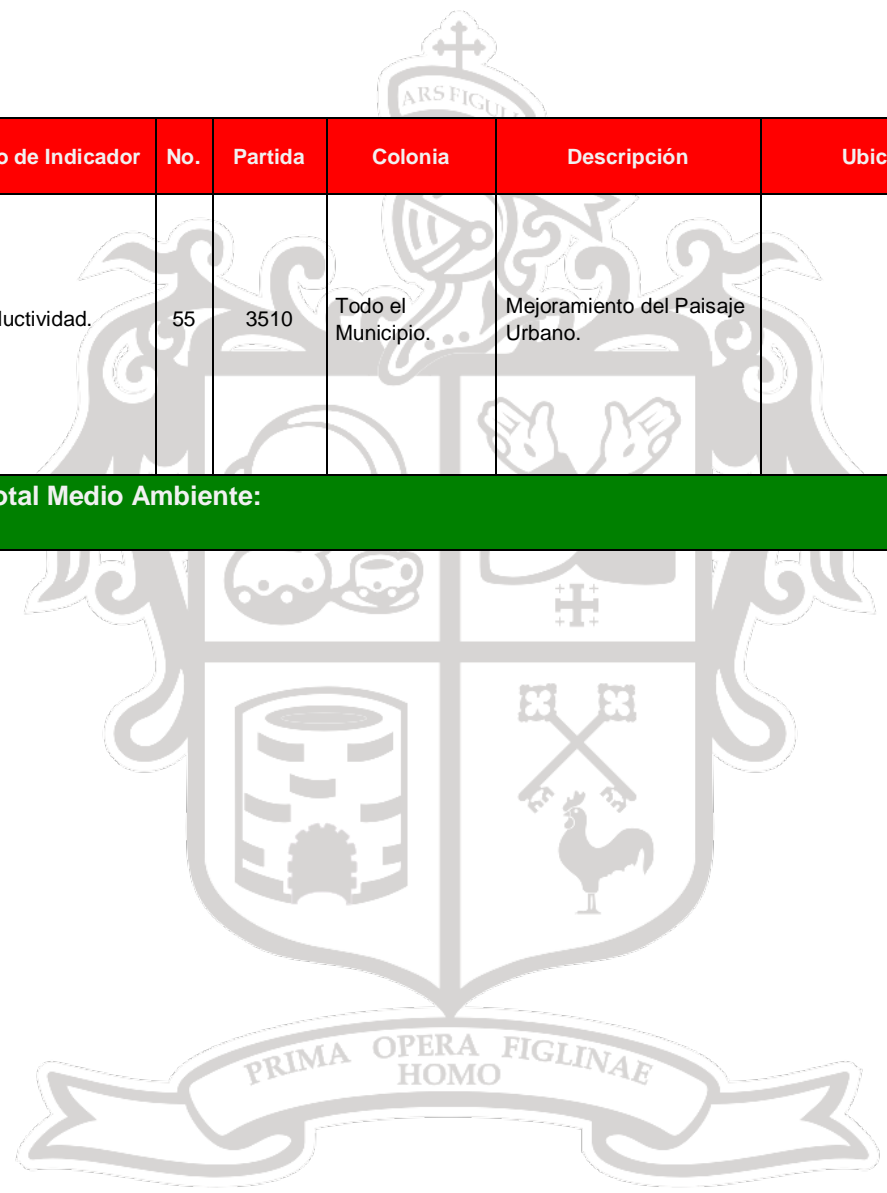 ARS FIGU
o de Indicador No. Partida Colonia Descripción Ubic
luctividad. 55 3510 Todo el Mejoramiento del Paisaje
Municipio. Urbano.
otal Medio Ambiente:
PRIMA OPERA FIGLINAE
HOMO